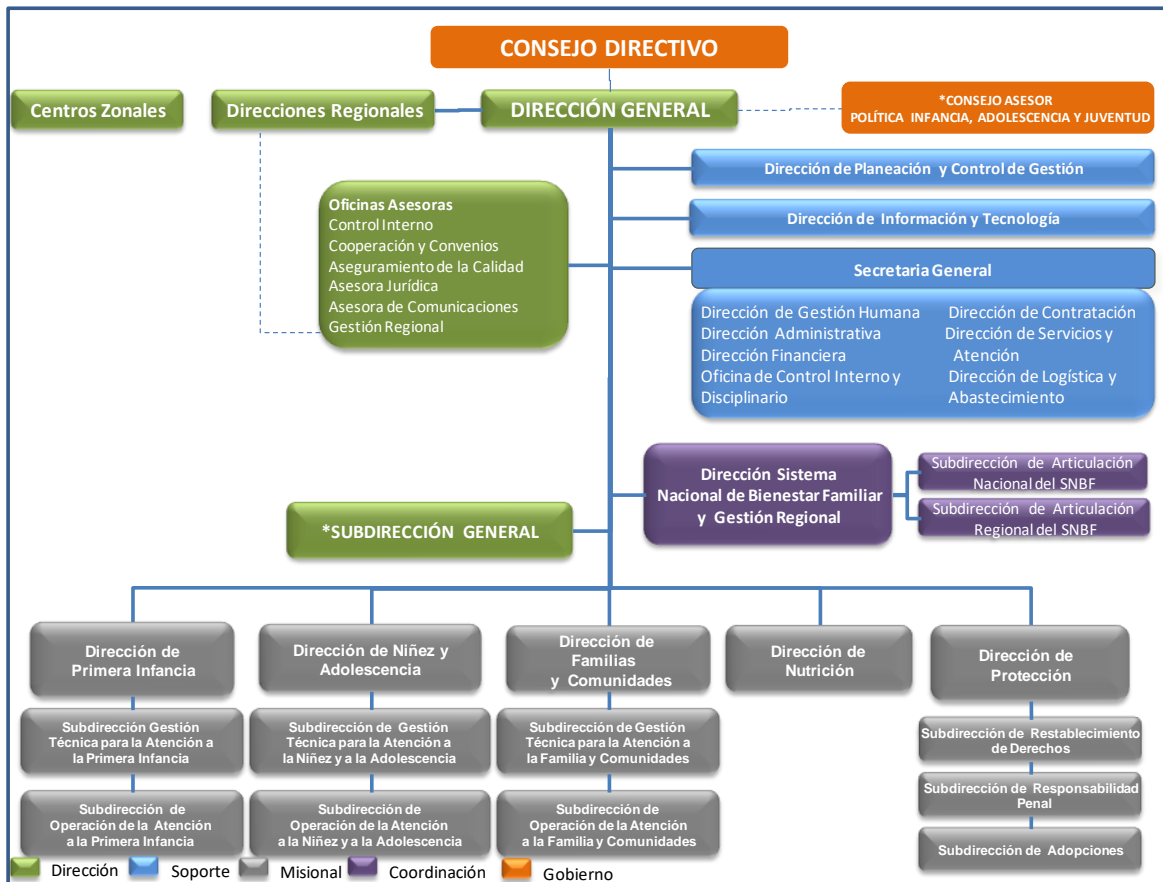 CONSEJO DIRECTIVO
Centros Zonales
Direcciones Regionales
DIRECCIÓN GENERAL
*CONSEJO ASESOR
POLÍTICA INFANCIA, ADOLESCENCIA Y JUVENTUD
Dirección de Planeación y Control de Gestión
Dirección de Información y Tecnología
Oficinas Asesoras
Control Interno
Cooperación y Convenios
Aseguramiento de la Calidad
Asesora Jurídica
Asesora de Comunicaciones
Gestión Regional
Secretaria General
Dirección de Gestión Humana
Dirección Administrativa
Dirección Financiera
Oficina de Control Interno y
Disciplinario
Dirección de Contratación
Dirección de Servicios y
Atención
Dirección de Logística y
Abastecimiento
Dirección Sistema
Nacional de Bienestar Familiar
y Gestión Regional
Subdirección de Articulación
Nacional del SNBF
Subdirección de Articulación
Regional del SNBF
*SUBDIRECCIÓN GENERAL
Dirección de
Primera Infancia
Subdirección Gestión
Técnica para la Atención a
la Primera Infancia
Subdirección de
Operación de la Atención
a la Primera Infancia
Dirección de Niñez y
Adolescencia
Subdirección de Gestión
Técnica para la Atención a
la Niñez y a la Adolescencia
Subdirección de
Operación de la Atención
a la Niñez y a la Adolescencia
Dirección de
Familias
y Comunidades
Subdirección de Gestión
Técnica para la Atención a
la Familia y Comunidades
Subdirección de
Operación de la Atención
a la Familia y Comunidades
Dirección de
Nutrición
Dirección de
Protección
Subdirección de Restablecimiento
de Derechos
Subdirección de Responsabilidad
Penal
Subdirección de Adopciones
Dirección
Soporte
Misional
Coordinación
Gobierno